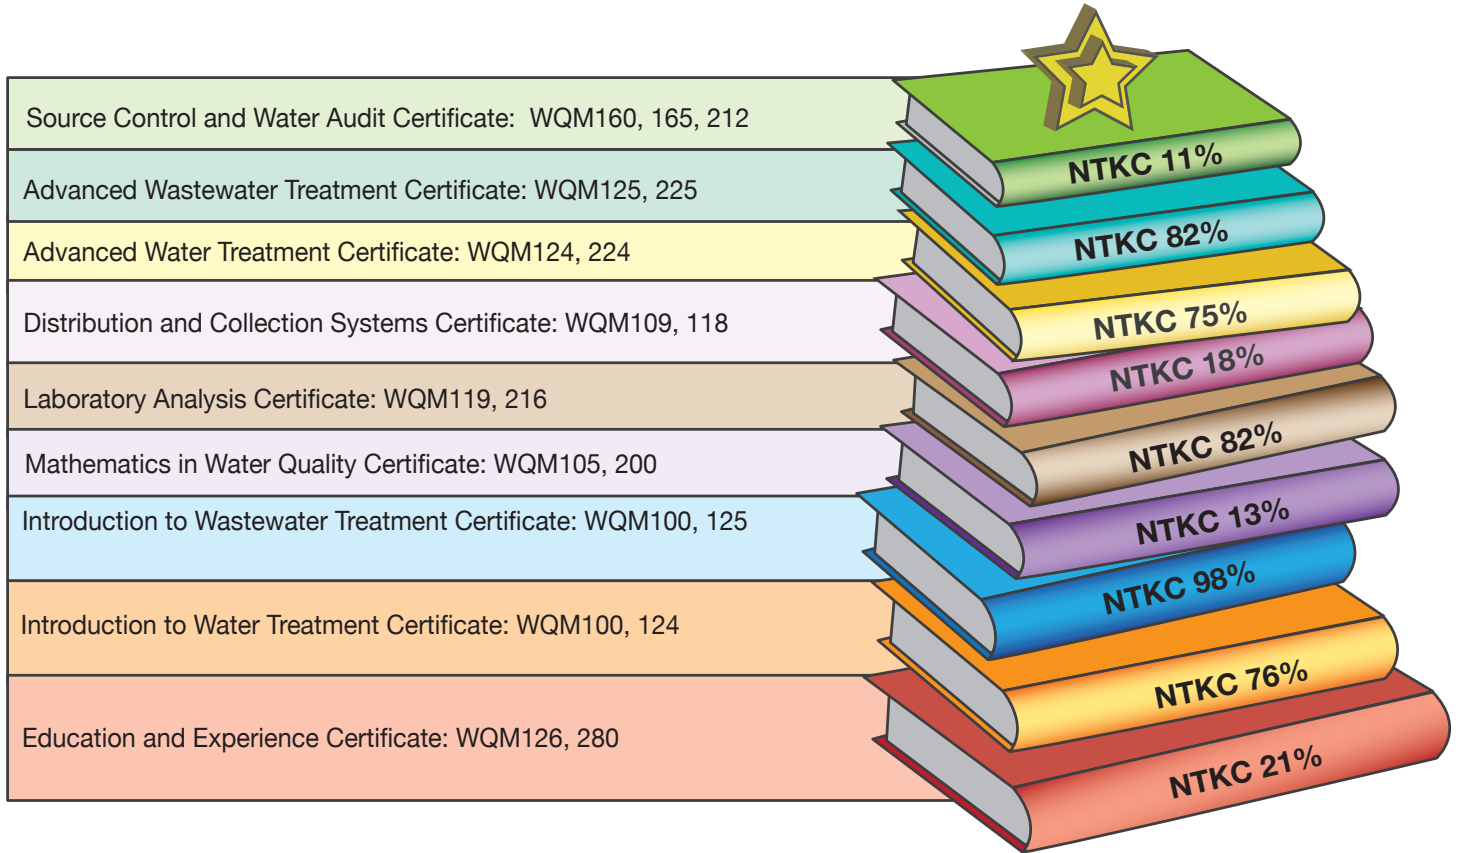 Source Control and Water Audit Certificate: WQM160, 165, 212
NTKC 11%
Advanced Wastewater Treatment Certificate: WQM125, 225
NTKC 82%
Advanced Water Treatment Certificate: WQM124, 224
NTKC 75%
Distribution and Collection Systems Certificate: WQM109, 118
NTKC 18%
Laboratory Analysis Certificate: WQM119, 216
NTKC 82%
Mathematics in Water Quality Certificate: WQM105, 200
NTKC 13%
Introduction to Wastewater Treatment Certificate: WQM100, 125
NTKC 98%
Introduction to Water Treatment Certificate: WQM100, 124
NTKC 76%
Education and Experience Certificate: WQM126, 280
NTKC 21%